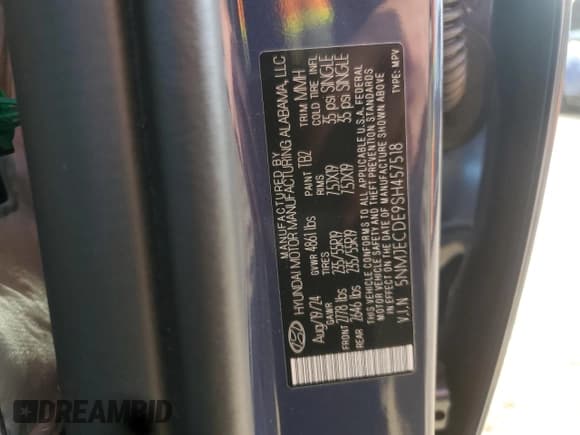 MANUFACTURED BY
HYUNDAI MOTOR MANUFACTURING ALABAMA, LLC
Aug/19/24 GVWR 4861 lbs PAINT TB2 TRIM MMH
GAWR TIRES RIMS COLD TIRE INFL
FRONT 2778 lbs 235/55R19 7.5JX19 35 psi SINGLE
REAR 2646 lbs 235/55R19 7.5JX19 35 psi SINGLE
THIS VEHICLE CONFORMS TO ALL APPLICABLE U.S.A. FEDERAL
MOTOR VEHICLE SAFETY AND THEFT PREVENTION STANDARDS
IN EFFECT ON THE DATE OF MANUFACTURE SHOWN ABOVE
V.I.N 5NMJECDE9SH457518 TYPE: MPV
DREAMBID